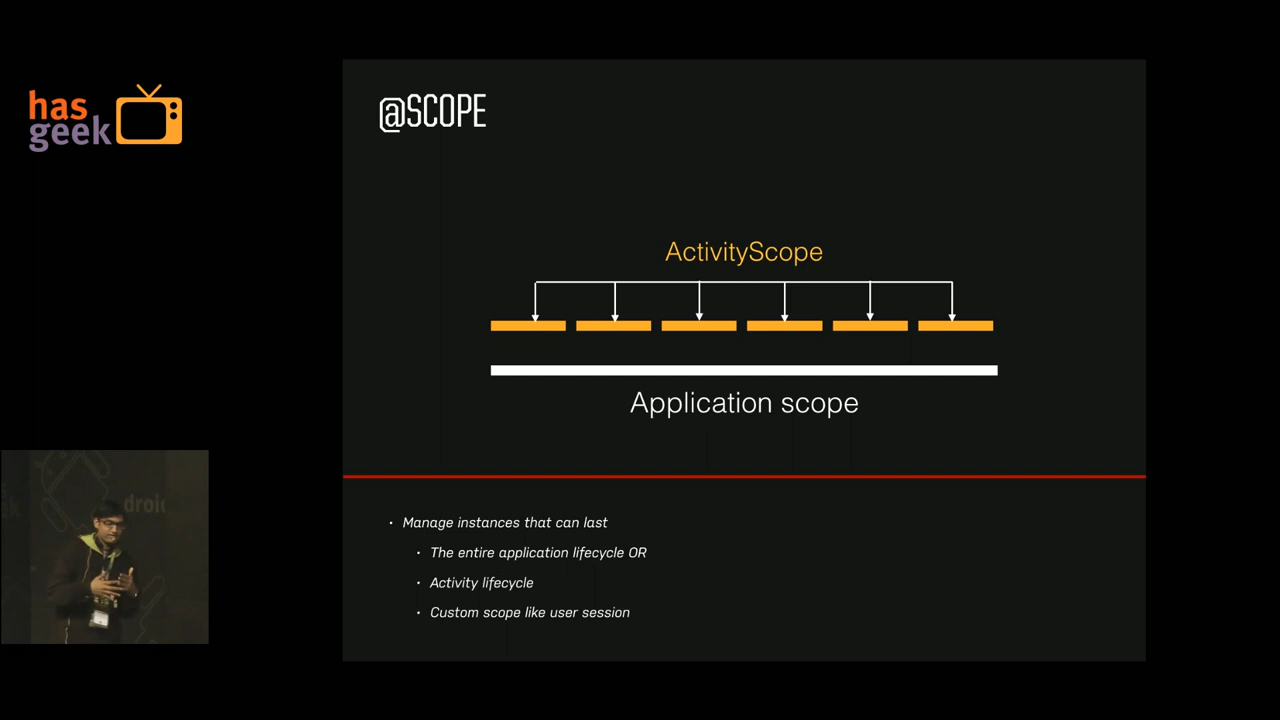 has
geek
@SCOPE
ActivityScope
Application scope
• Manage instances that can last
• The entire application lifecycle OR
• Activity lifecycle
• Custom scope like user session
droid